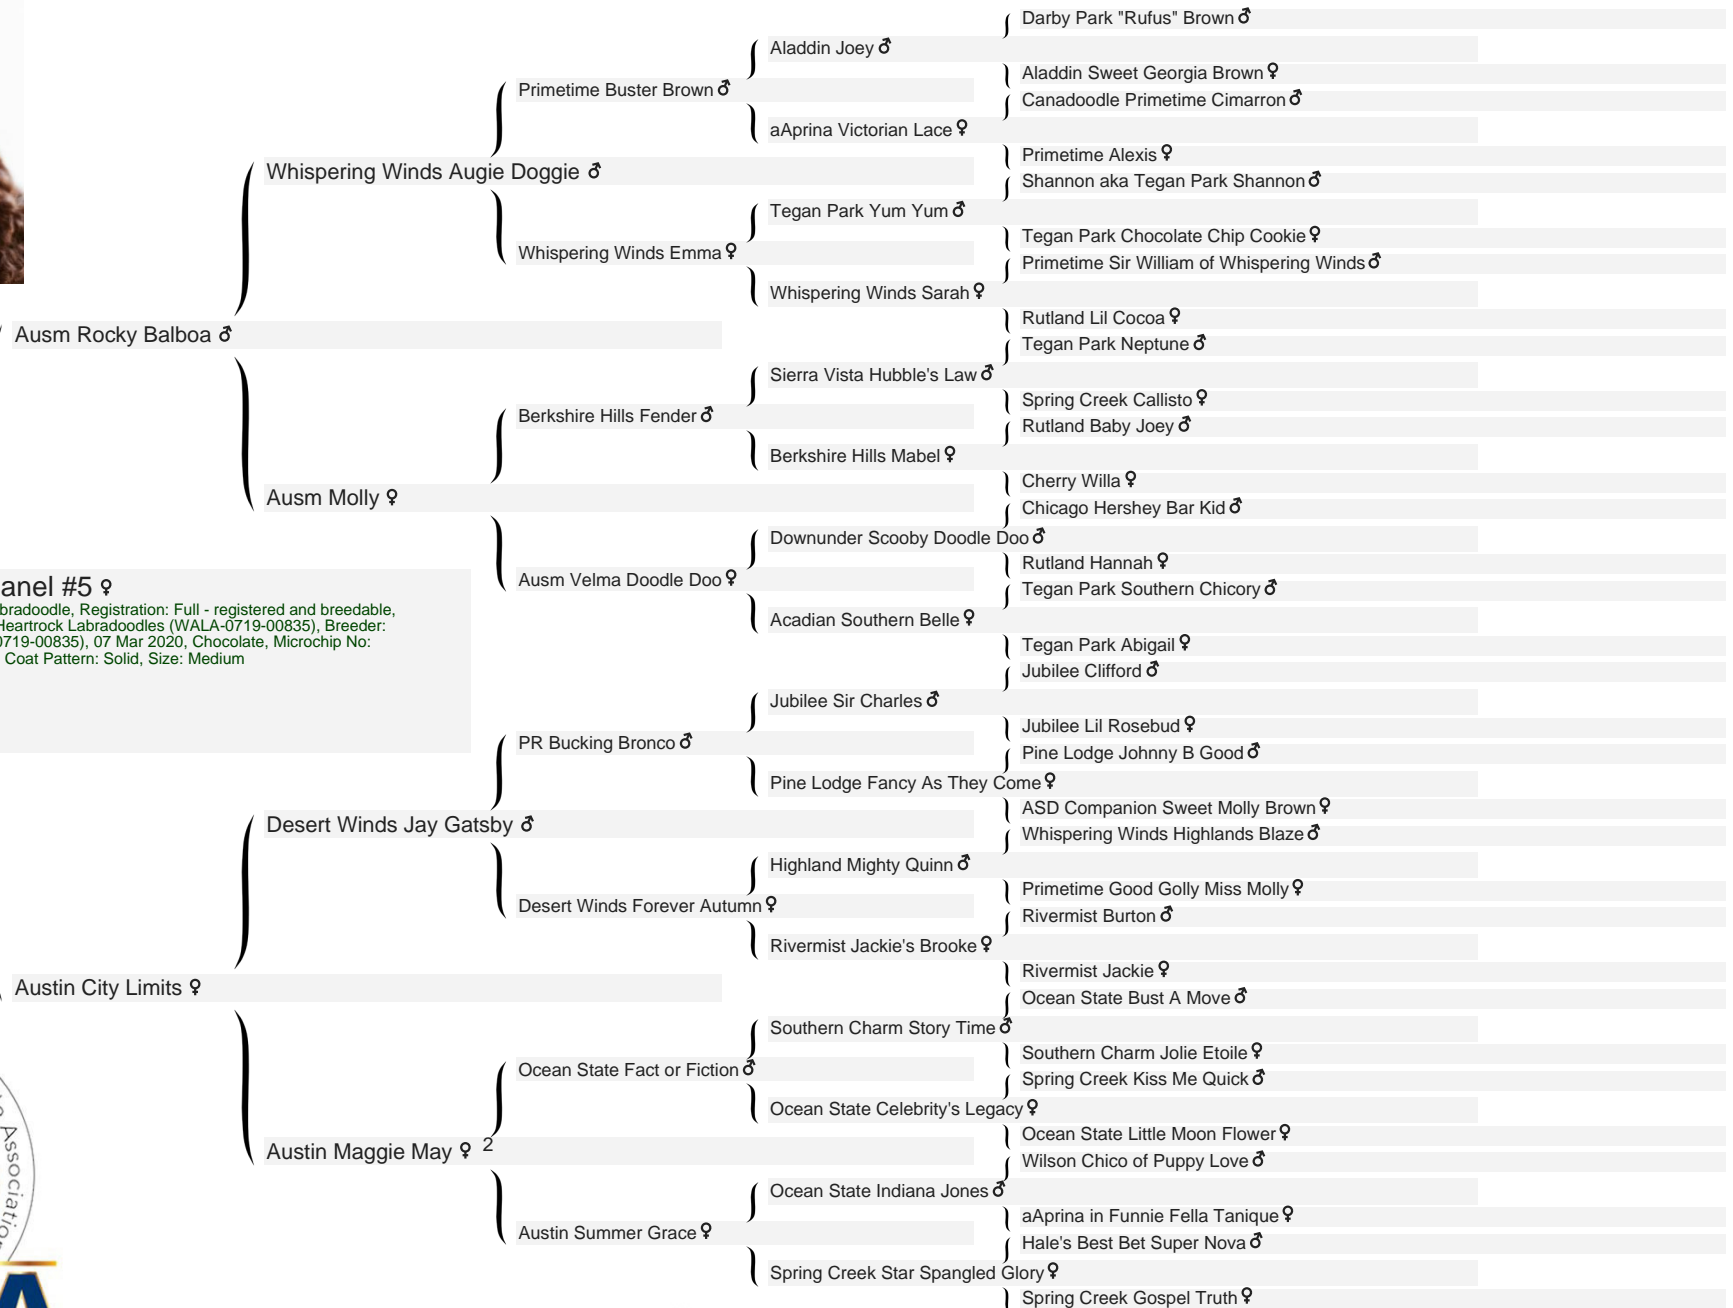 Darby Park "Rufus" Brown ♂
Aladdin Joey ♂
Aladdin Sweet Georgia Brown ♀
Primetime Buster Brown ♂
Canadoodle Primetime Cimarron ♂
aAprina Victorian Lace ♀
Primetime Alexis ♀
Whispering Winds Augie Doggie ♂
Shannon aka Tegan Park Shannon ♂
Tegan Park Yum Yum ♂
Tegan Park Chocolate Chip Cookie ♀
Whispering Winds Emma ♀
Primetime Sir William of Whispering Winds ♂
Whispering Winds Sarah ♀
Rutland Lil Cocoa ♀
Ausm Rocky Balboa ♂
Tegan Park Neptune ♂
Sierra Vista Hubble's Law ♂
Spring Creek Callisto ♀
Berkshire Hills Fender ♂
Rutland Baby Joey ♂
Berkshire Hills Mabel ♀
Cherry Willa ♀
Ausm Molly ♀
Chicago Hershey Bar Kid ♂
Downunder Scooby Doodle Doo ♂
Rutland Hannah ♀
Ausm Velma Doodle Doo ♀
Tegan Park Southern Chicory ♂
Acadian Southern Belle ♀
Tegan Park Abigail ♀
anel #5 ♀
bradoodle, Registration: Full - registered and breedable,
Heartrock Labradoodles (WALA-0719-00835), Breeder:
0719-00835), 07 Mar 2020, Chocolate, Microchip No:
Coat Pattern: Solid, Size: Medium
Jubilee Clifford ♂
Jubilee Sir Charles ♂
Jubilee Lil Rosebud ♀
PR Bucking Bronco ♂
Pine Lodge Johnny B Good ♂
Pine Lodge Fancy As They Come ♀
ASD Companion Sweet Molly Brown ♀
Desert Winds Jay Gatsby ♂
Whispering Winds Highlands Blaze ♂
Highland Mighty Quinn ♂
Primetime Good Golly Miss Molly ♀
Desert Winds Forever Autumn ♀
Rivermist Burton ♂
Rivermist Jackie's Brooke ♀
Rivermist Jackie ♀
Austin City Limits ♀
Ocean State Bust A Move ♂
Southern Charm Story Time ♂
Southern Charm Jolie Etoile ♀
Ocean State Fact or Fiction ♂
Spring Creek Kiss Me Quick ♂
Ocean State Celebrity's Legacy ♀
Ocean State Little Moon Flower ♀
Austin Maggie May ♀ 2
Wilson Chico of Puppy Love ♂
Ocean State Indiana Jones ♂
aAprina in Funnie Fella Tanique ♀
Austin Summer Grace ♀
Hale's Best Bet Super Nova ♂
Spring Creek Star Spangled Glory ♀
Spring Creek Gospel Truth ♀
Association
A